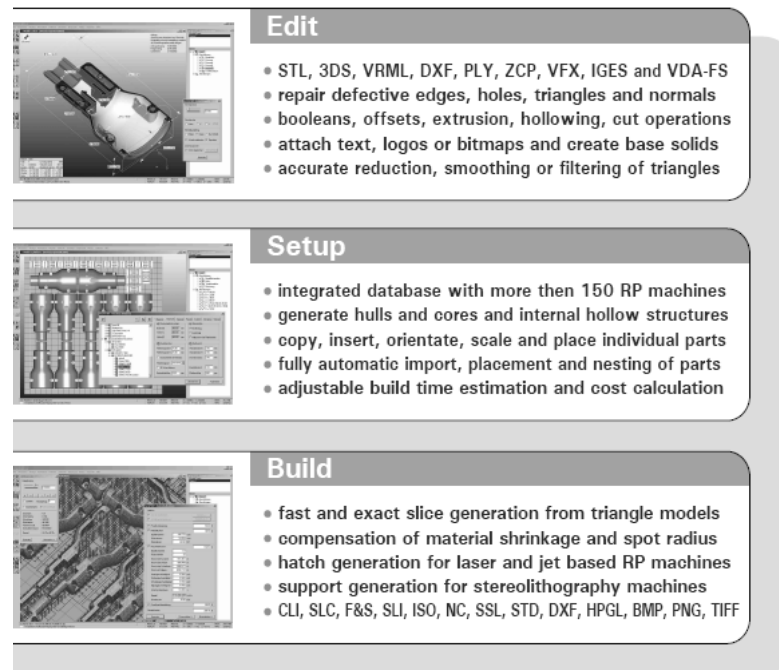 Edit
• STL, 3DS, VRML, DXF, PLY, ZCP, VFX, IGES and VDA-FS
• repair defective edges, holes, triangles and normals
• booleans, offsets, extrusion, hollowing, cut operations
• attach text, logos or bitmaps and create base solids
• accurate reduction, smoothing or filtering of triangles
Setup
• integrated database with more then 150 RP machines
• generate hulls and cores and internal hollow structures
• copy, insert, orientate, scale and place individual parts
• fully automatic import, placement and nesting of parts
• adjustable build time estimation and cost calculation
Build
• fast and exact slice generation from triangle models
• compensation of material shrinkage and spot radius
• hatch generation for laser and jet based RP machines
• support generation for stereolithography machines
• CLI, SLC, F&S, SLI, ISO, NC, SSL, STD, DXF, HPGL, BMP, PNG, TIFF